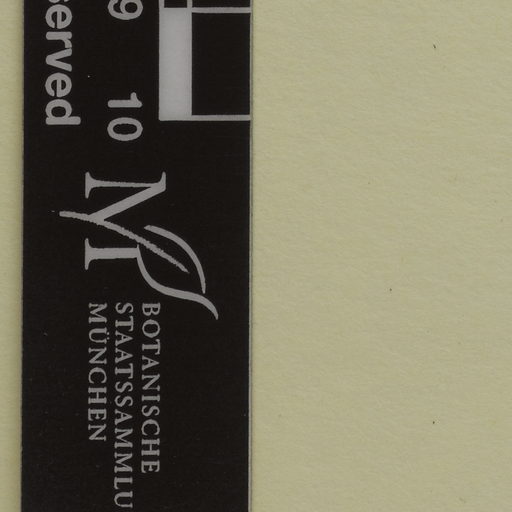 served
9 10
BOTANISCHE
STAATSSAMMLU
MÜNCHEN